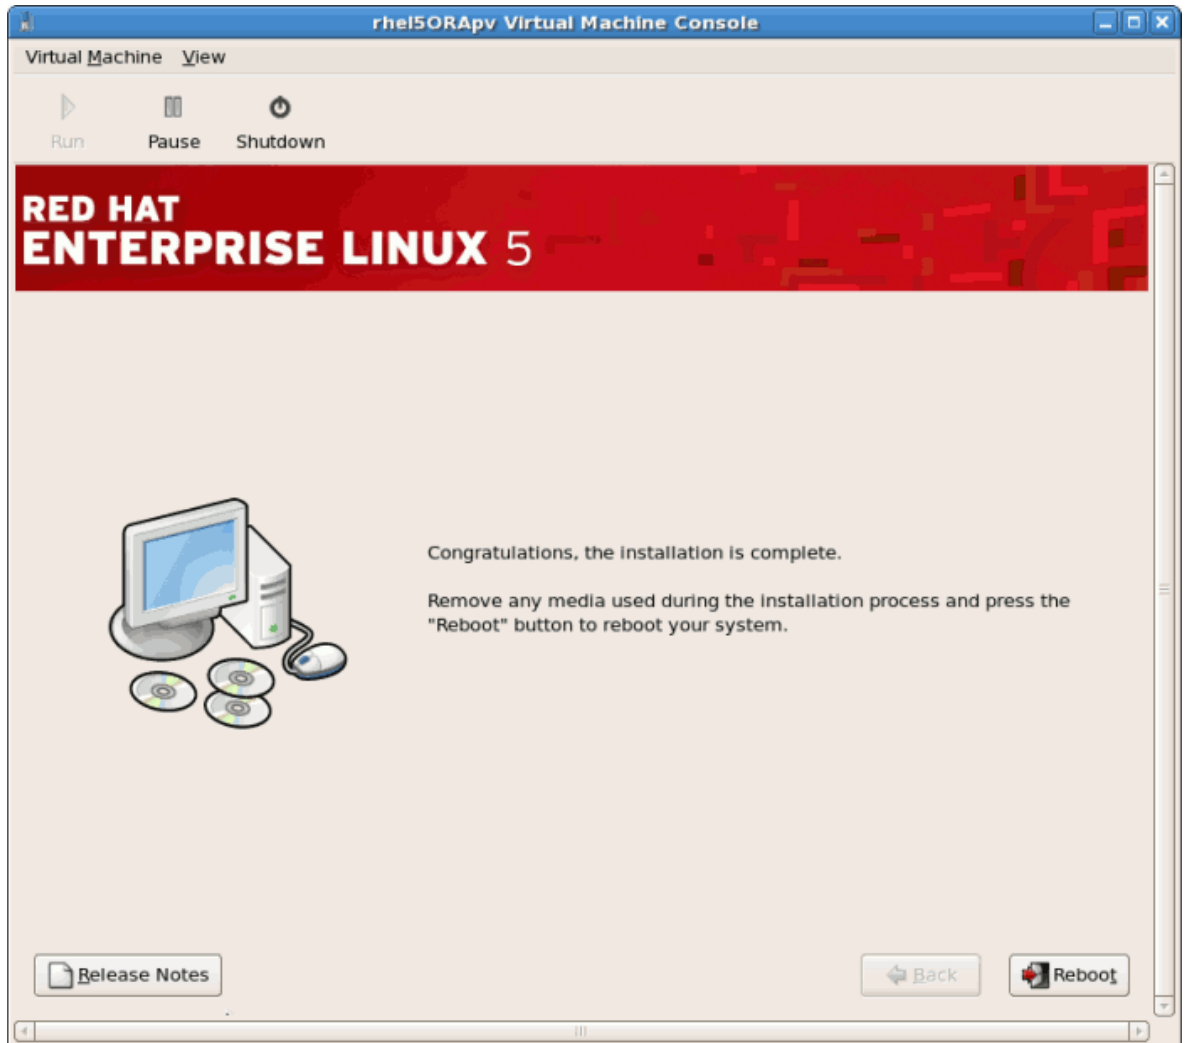 rhel5ORApv Virtual Machine Console
Virtual Machine View
Run Pause Shutdown
RED HAT
ENTERPRISE LINUX 5
Congratulations, the installation is complete.
Remove any media used during the installation process and press the
"Reboot" button to reboot your system.
Release Notes Back Reboot